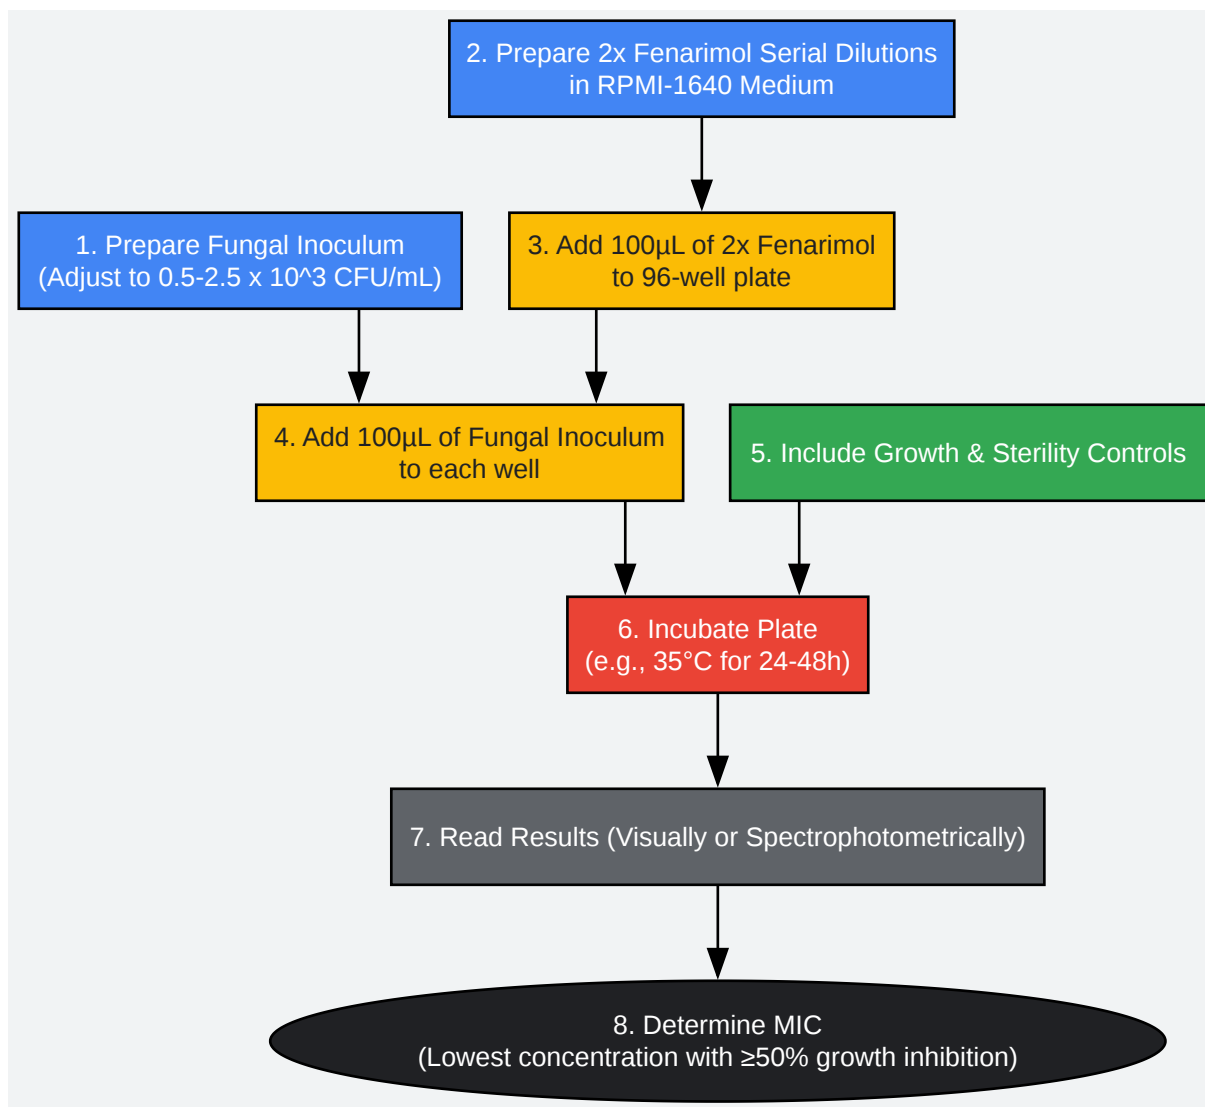 2. Prepare 2x Fenarimol Serial Dilutions
in RPMI-1640 Medium
1. Prepare Fungal Inoculum
(Adjust to 0.5-2.5 x 10^3 CFU/mL)
3. Add 100µL of 2x Fenarimol
to 96-well plate
4. Add 100µL of Fungal Inoculum
to each well
5. Include Growth & Sterility Controls
6. Incubate Plate
(e.g., 35°C for 24-48h)
7. Read Results (Visually or Spectrophotometrically)
8. Determine MIC
(Lowest concentration with ≥50% growth inhibition)